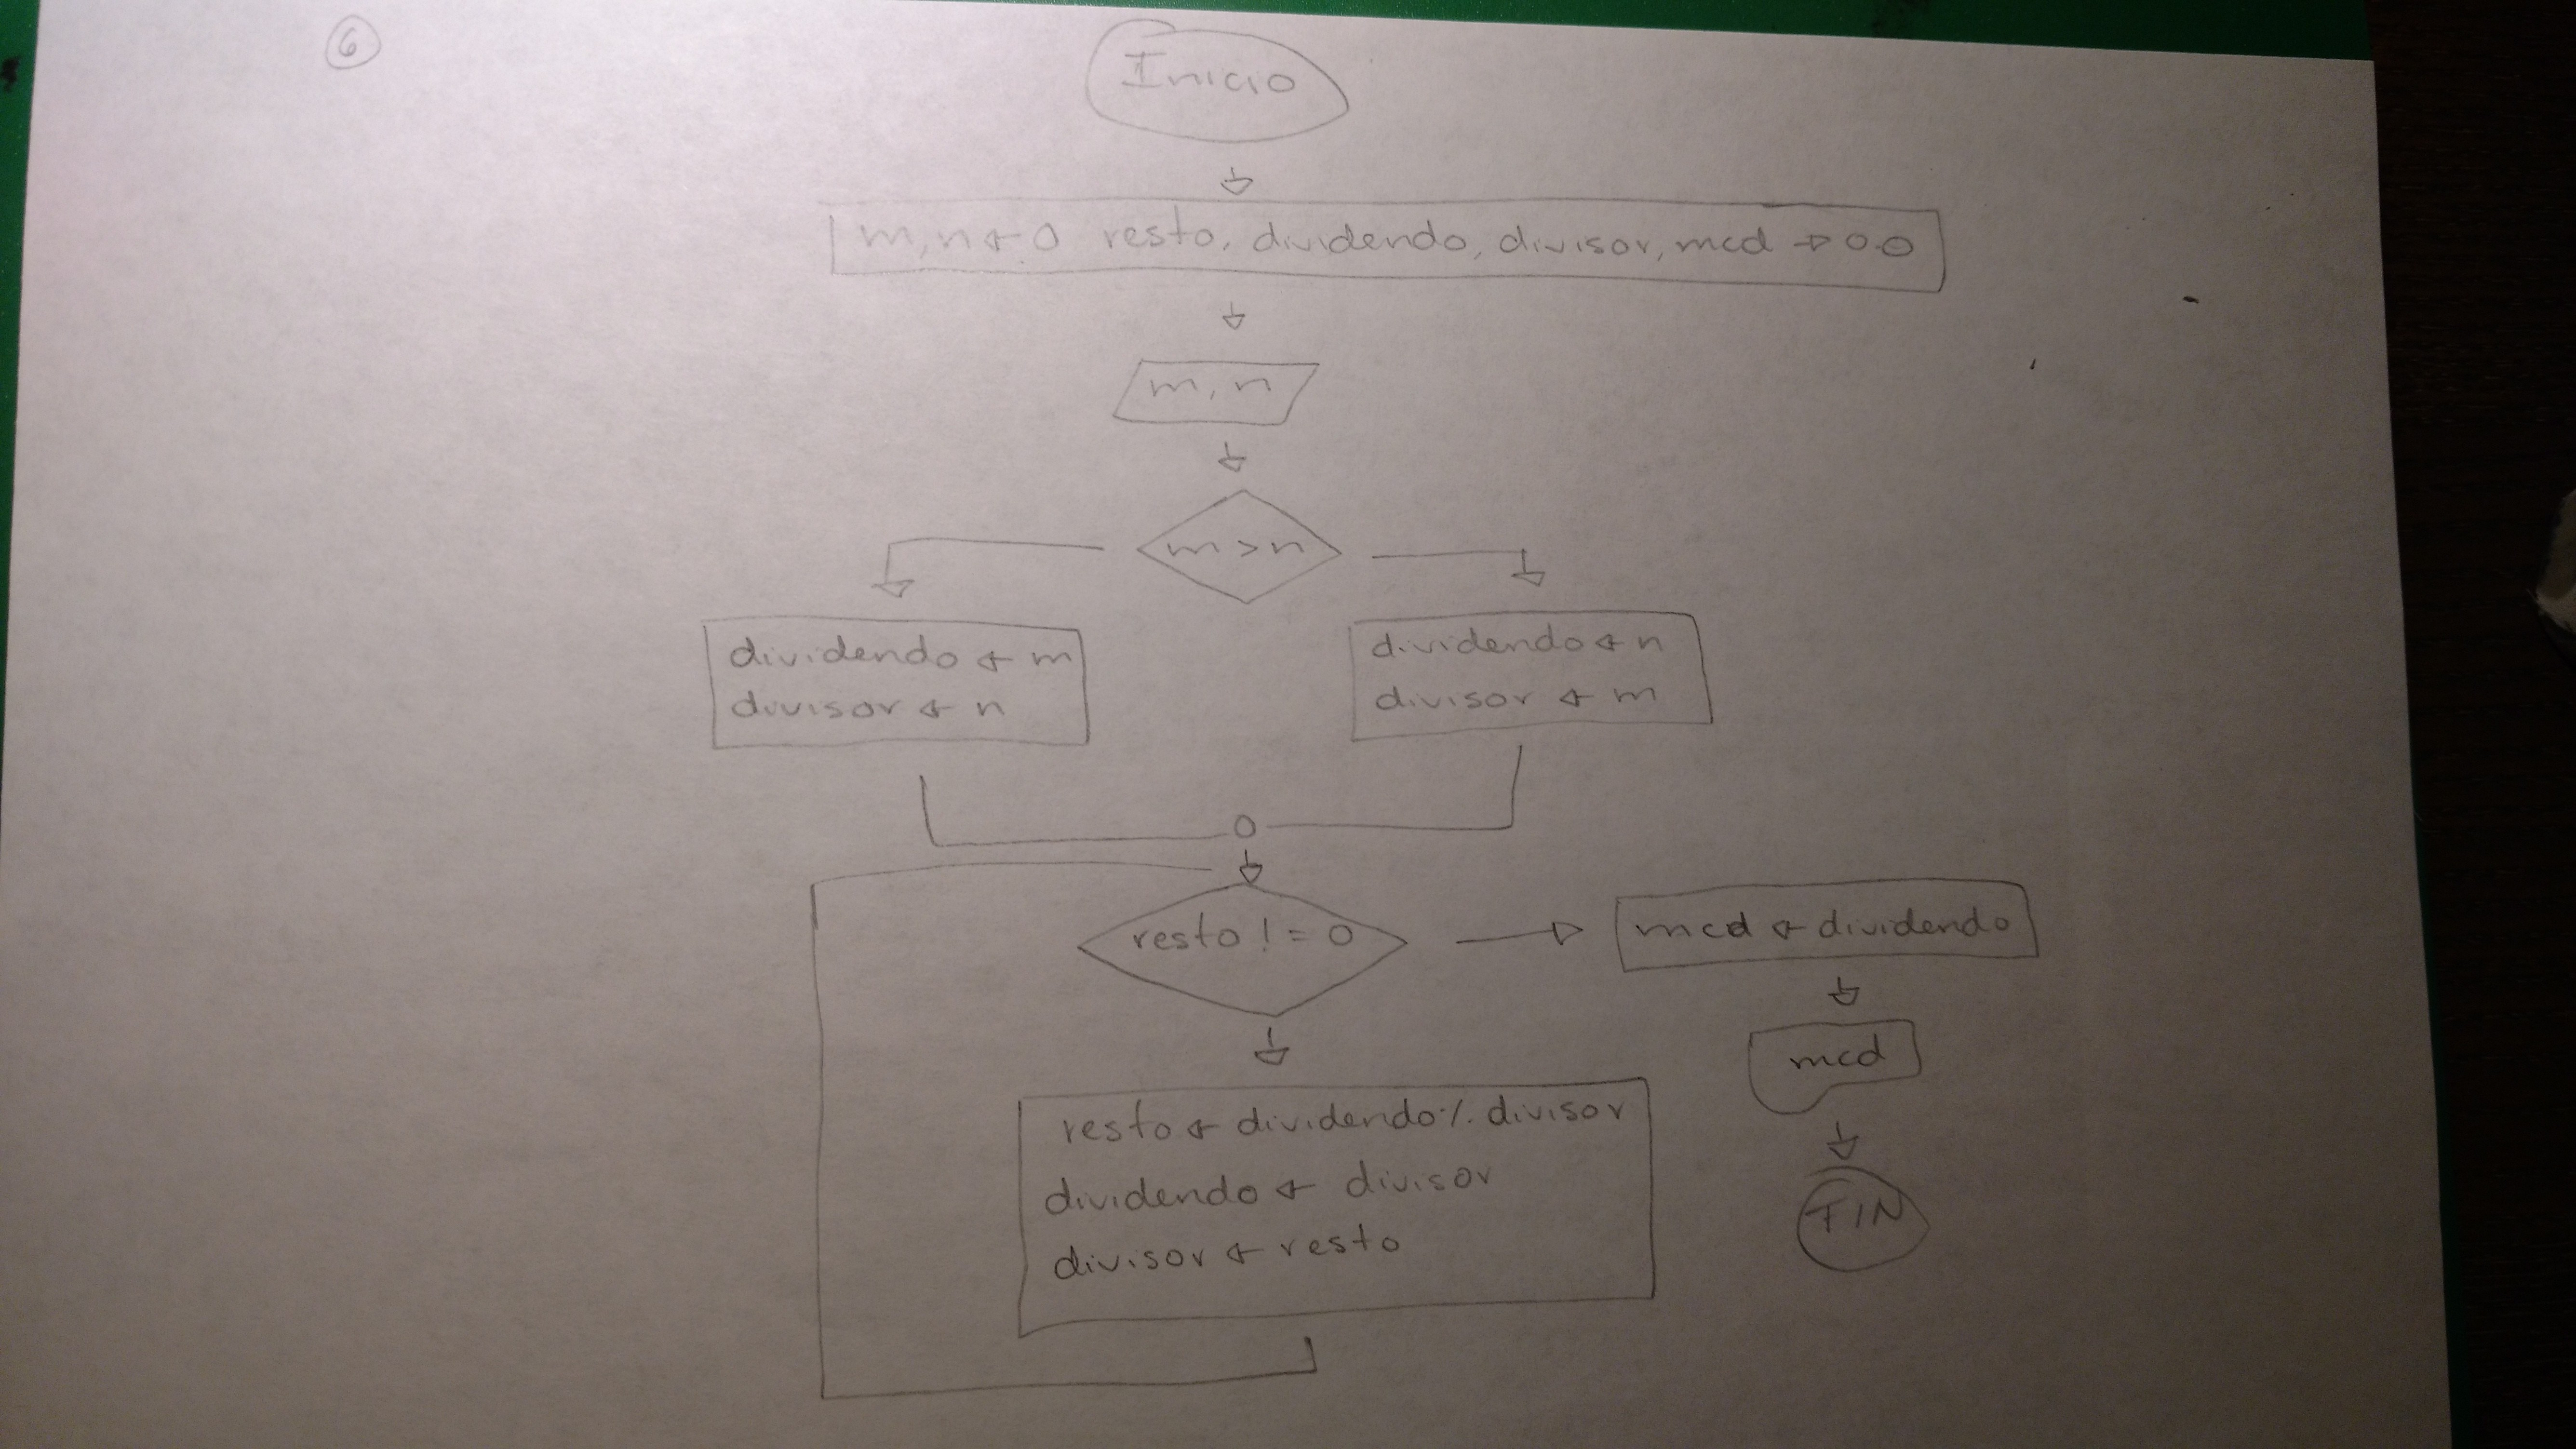 6
Inicio
m,n ← 0 resto, dividendo, divisor, mcd → 0.0
m, n
m > n
dividendo ← m
divisor ← n
dividendo ← n
divisor ← m
resto != 0
mcd ← dividendo
mcd
resto ← dividendo % divisor
dividendo ← divisor
divisor ← resto
FIN